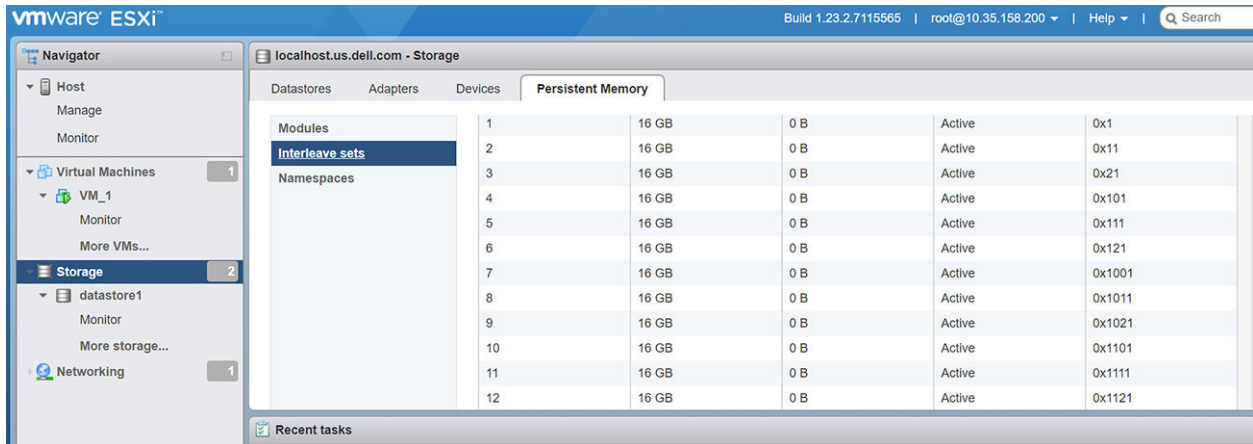 vmware ESXi™
Build 1.23.2.7115565 | root@10.35.158.200 | Help | Search
Navigator
Host
Manage
Monitor
Virtual Machines 1
VM_1
Monitor
More VMs...
Storage 2
datastore1
Monitor
More storage...
Networking 1
localhost.us.dell.com - Storage
Datastores Adapters Devices Persistent Memory
Modules
Interleave sets
Namespaces
1 16 GB 0 B Active 0x1
2 16 GB 0 B Active 0x11
3 16 GB 0 B Active 0x21
4 16 GB 0 B Active 0x101
5 16 GB 0 B Active 0x111
6 16 GB 0 B Active 0x121
7 16 GB 0 B Active 0x1001
8 16 GB 0 B Active 0x1011
9 16 GB 0 B Active 0x1021
10 16 GB 0 B Active 0x1101
11 16 GB 0 B Active 0x1111
12 16 GB 0 B Active 0x1121
Recent tasks